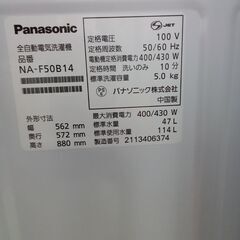 Panasonic
全自動電気洗濯機
品番
NA-F50B14
外形寸法
幅 562 mm
奥行 572 mm
高さ 880 mm
JET
定格電圧 100 V
定格周波数 50/60 Hz
電動機定格消費電力 400/430 W
定格時間 洗いのみ 10 分
標準洗濯容量 5.0 kg
PS E
パナソニック株式会社
中国製
最大消費電力 400/430 W
標準水量 47 L
標準使用水量 114 L
製造番号 2113406374